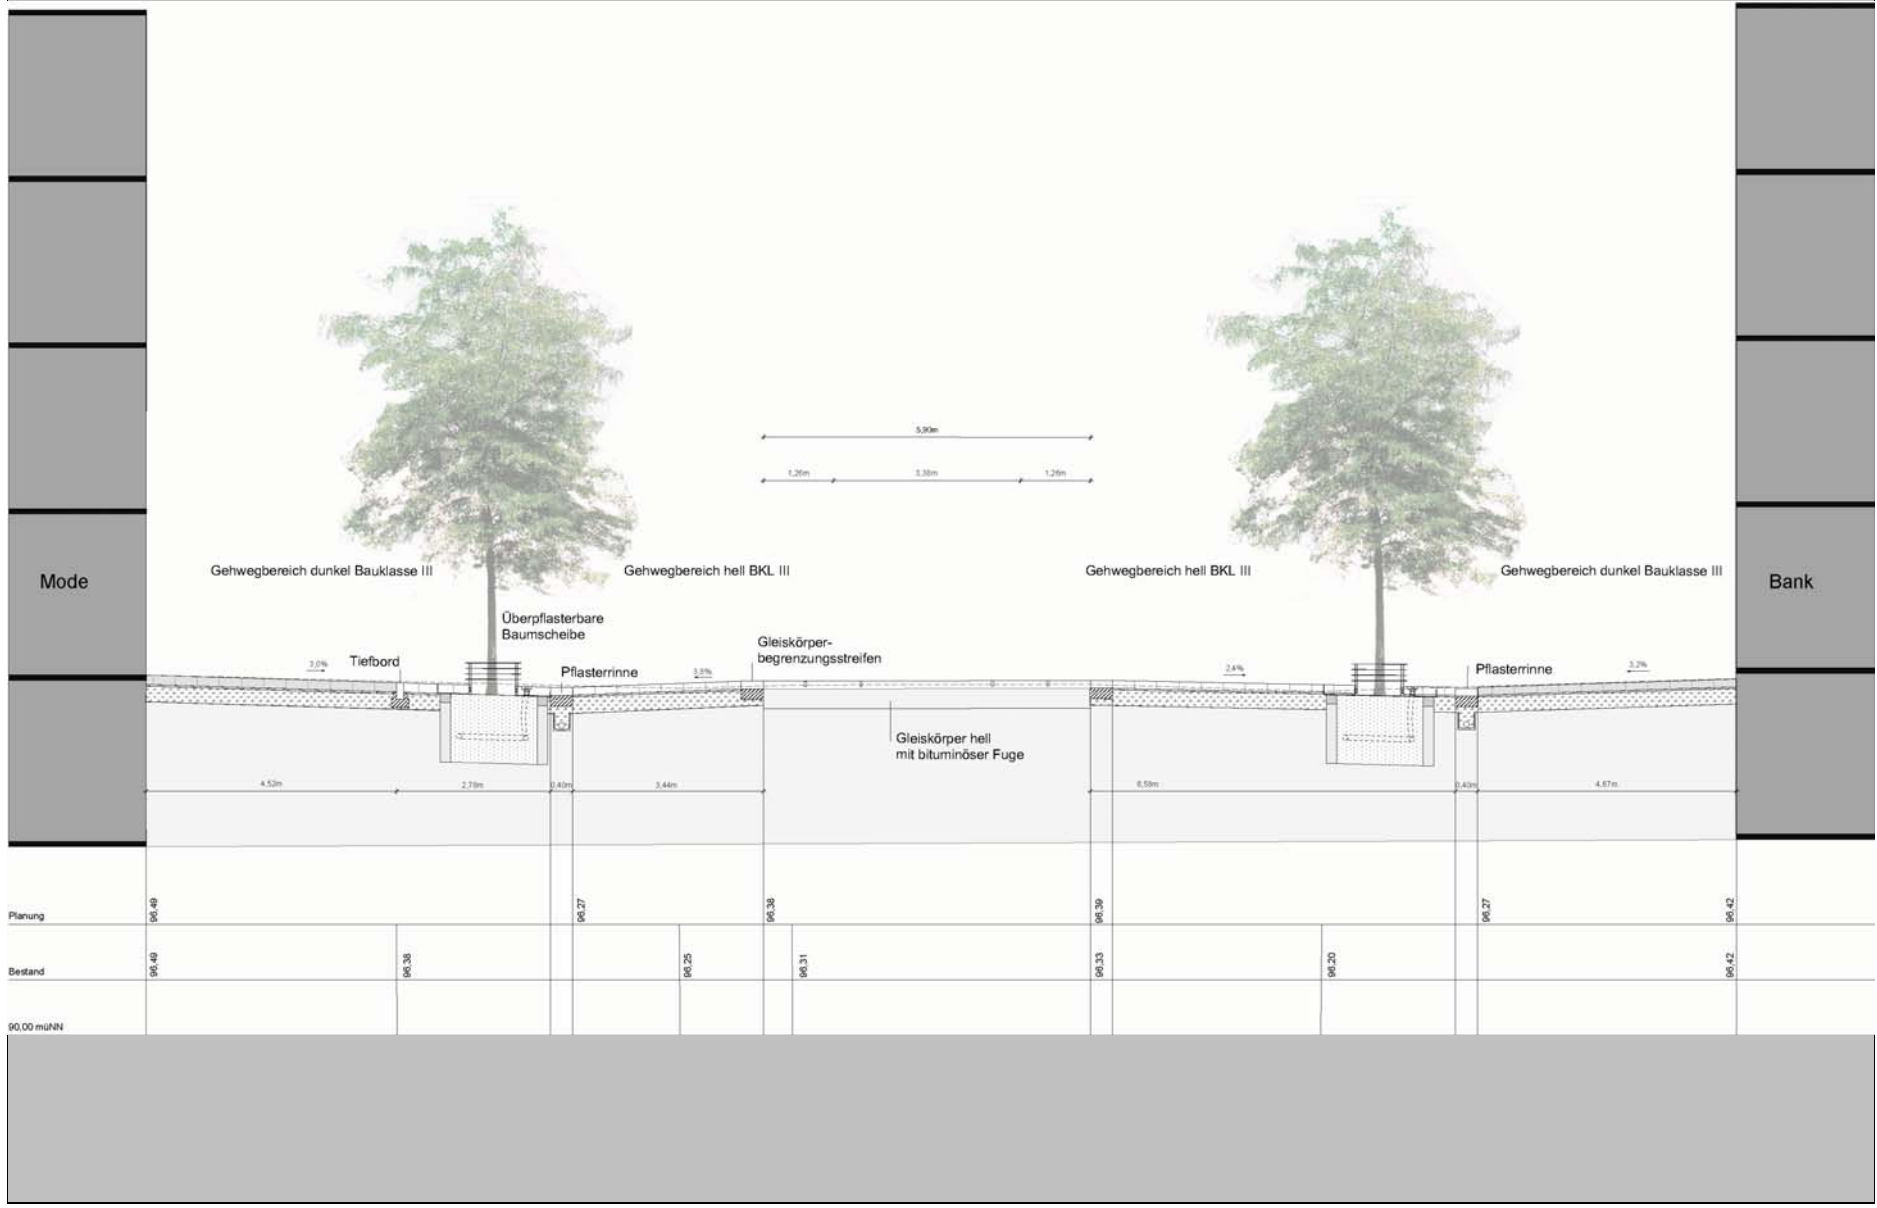 5,90m
1,26m 3,38m 1,26m
Gehwegbereich dunkel Bauklasse III
Gehwegbereich hell BKL III
Gehwegbereich hell BKL III
Gehwegbereich dunkel Bauklasse III
Mode
Bank
Überpflasterbare
Baumscheibe
Gleiskörper-
begrenzungsstreifen
3,0%
Tiefbord
Pflasterrinne
3,5%
2,4%
Pflasterrinne
3,2%
Gleiskörper hell
mit bituminöser Fuge
4,52m 2,78m 0,40m 3,44m 6,59m 0,40m 4,67m
Planung 96,49 96,27 96,38 96,39 96,27 96,42
Bestand 96,49 96,38 96,25 96,31 96,33 96,20 96,42
90,00 müNN